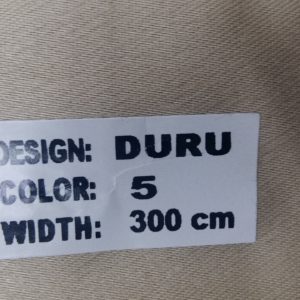 DESIGN: DURU
COLOR: 5
WIDTH: 300 cm